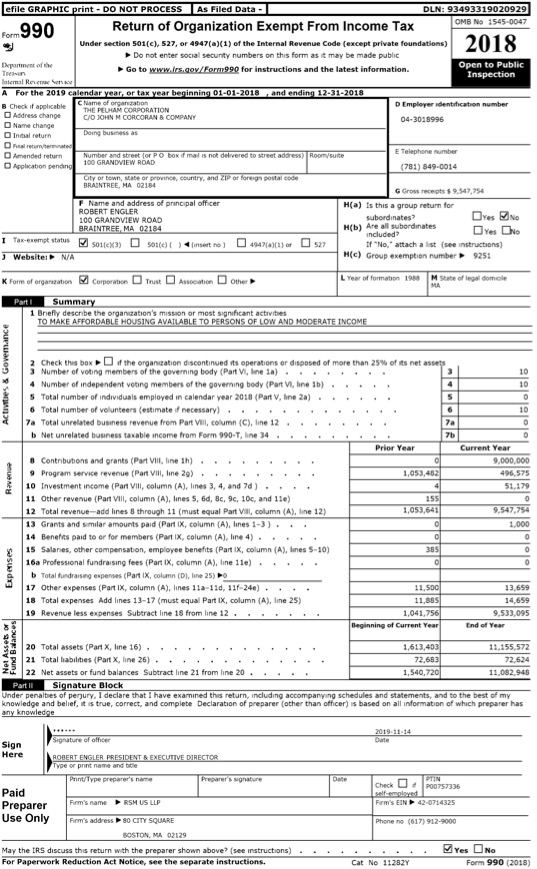 efile GRAPHIC print - DO NOT PROCESS | As Filed Data - | DLN: 93493319020929
Form 990
Department of the Treasury
Internal Revenue Service
Return of Organization Exempt From Income Tax
Under section 501(c), 527, or 4947(a)(1) of the Internal Revenue Code (except private foundations)
▶ Do not enter social security numbers on this form as it may be made public
▶ Go to www.irs.gov/Form990 for instructions and the latest information.
OMB No 1545-0047
2018
Open to Public Inspection
A For the 2019 calendar year, or tax year beginning 01-01-2018 , and ending 12-31-2018
B Check if applicable
☐ Address change
☐ Name change
☐ Initial return
☐ Final return/terminated
☐ Amended return
☐ Application pending
C Name of organization
THE PELHAM CORPORATION
C/O JOHN M CORCORAN & COMPANY
Doing business as
Number and street (or P O box if mail is not delivered to street address) Room/suite
100 GRANDVIEW ROAD
City or town, state or province, country, and ZIP or foreign postal code
BRAINTREE, MA 02184
D Employer identification number
04-3018996
E Telephone number
(781) 849-0014
G Gross receipts $ 9,547,754
F Name and address of principal officer
ROBERT ENGLER
100 GRANDVIEW ROAD
BRAINTREE, MA 02184
H(a) Is this a group return for subordinates? ☐ Yes ☑ No
H(b) Are all subordinates included? ☐ Yes ☐ No
If "No," attach a list (see instructions)
H(c) Group exemption number ▶ 9251
I Tax-exempt status ☑ 501(c)(3) ☐ 501(c) ( ) ◀ (insert no ) ☐ 4947(a)(1) or ☐ 527
J Website: ▶ N/A
K Form of organization ☑ Corporation ☐ Trust ☐ Association ☐ Other ▶
L Year of formation 1988
M State of legal domicile MA
Part I Summary
Activities & Governance
1 Briefly describe the organization's mission or most significant activities
TO MAKE AFFORDABLE HOUSING AVAILABLE TO PERSONS OF LOW AND MODERATE INCOME
2 Check this box ▶ ☐ if the organization discontinued its operations or disposed of more than 25% of its net assets
3 Number of voting members of the governing body (Part VI, line 1a) . . . . 3 10
4 Number of independent voting members of the governing body (Part VI, line 1b) . . . . 4 10
5 Total number of individuals employed in calendar year 2018 (Part V, line 2a) . . . . 5 0
6 Total number of volunteers (estimate if necessary) . . . . 6 10
7a Total unrelated business revenue from Part VIII, column (C), line 12 . . . . 7a 0
b Net unrelated business taxable income from Form 990-T, line 34 . . . . 7b 0
Revenue
Prior Year Current Year
8 Contributions and grants (Part VIII, line 1h) . . . . 0 9,000,000
9 Program service revenue (Part VIII, line 2g) . . . . 1,053,482 496,575
10 Investment income (Part VIII, column (A), lines 3, 4, and 7d ) . . . . 4 51,179
11 Other revenue (Part VIII, column (A), lines 5, 6d, 8c, 9c, 10c, and 11e) 155 0
12 Total revenue—add lines 8 through 11 (must equal Part VIII, column (A), line 12) 1,053,641 9,547,754
Expenses
13 Grants and similar amounts paid (Part IX, column (A), lines 1–3 ) . . . 0 1,000
14 Benefits paid to or for members (Part IX, column (A), line 4) . . . . 0 0
15 Salaries, other compensation, employee benefits (Part IX, column (A), lines 5–10) 385 0
16a Professional fundraising fees (Part IX, column (A), line 11e) . . . . 0 0
b Total fundraising expenses (Part IX, column (D), line 25) ▶0
17 Other expenses (Part IX, column (A), lines 11a–11d, 11f–24e) . . . . 11,500 13,659
18 Total expenses Add lines 13–17 (must equal Part IX, column (A), line 25) 11,885 14,659
19 Revenue less expenses Subtract line 18 from line 12 . . . . 1,041,756 9,533,095
Net Assets or Fund Balances
Beginning of Current Year End of Year
20 Total assets (Part X, line 16) . . . . 1,613,403 11,155,572
21 Total liabilities (Part X, line 26) . . . . 72,683 72,624
22 Net assets or fund balances Subtract line 21 from line 20 . . . . 1,540,720 11,082,948
Part II Signature Block
Under penalties of perjury, I declare that I have examined this return, including accompanying schedules and statements, and to the best of my
knowledge and belief, it is true, correct, and complete Declaration of preparer (other than officer) is based on all information of which preparer has
any knowledge
Sign Here
******
Signature of officer
2019-11-14
Date
ROBERT ENGLER PRESIDENT & EXECUTIVE DIRECTOR
Type or print name and title
Paid Preparer Use Only
Print/Type preparer's name Preparer's signature Date Check ☐ if self-employed PTIN P00757336
Firm's name ▶ RSM US LLP Firm's EIN ▶ 42-0714325
Firm's address ▶ 80 CITY SQUARE Phone no (617) 912-9000
BOSTON, MA 02129
May the IRS discuss this return with the preparer shown above? (see instructions) . . . . ☑ Yes ☐ No
For Paperwork Reduction Act Notice, see the separate instructions. Cat No 11282Y Form 990 (2018)